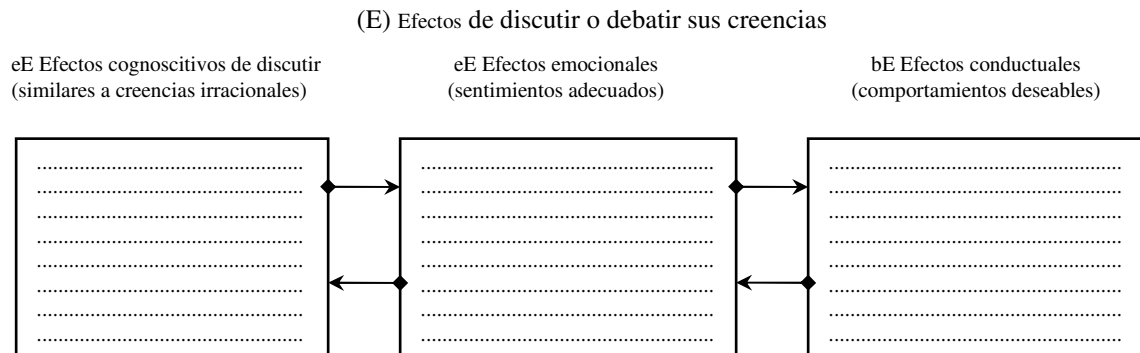 (E) Efectos de discutir o debatir sus creencias
eE Efectos cognoscitivos de discutir
(similares a creencias irracionales)
eE Efectos emocionales
(sentimientos adecuados)
bE Efectos conductuales
(comportamientos deseables)